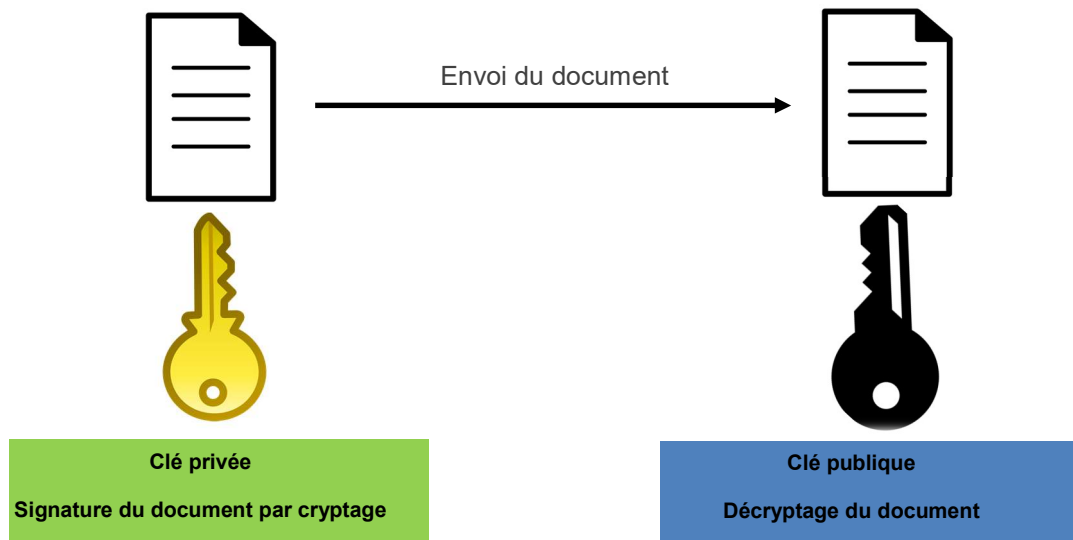 Envoi du document
Clé privée
Signature du document par cryptage
Clé publique
Décryptage du document